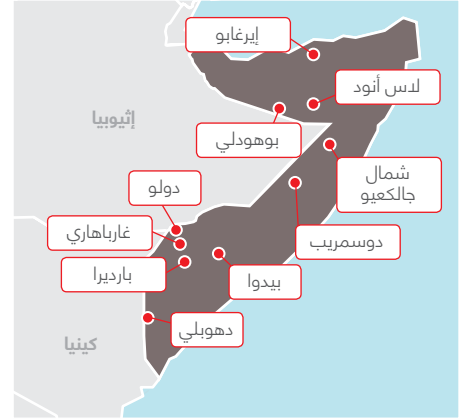 إيرغابو
لاس أنود
إثيوبيا
بوهودلي
شمال
جالكعيو
دولو
غارباهاري
دوسمريب
بارديرا
بيدوا
دهوبلي
كينيا